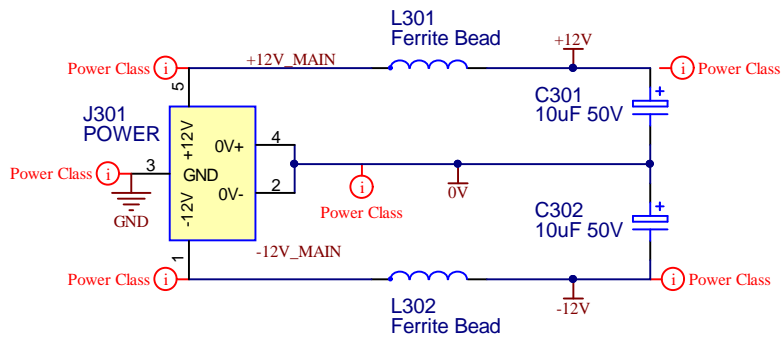 L301
Ferrite Bead
+12V_MAIN
+12V
Power Class i
i Power Class
5
J301
POWER
C301
10uF 50V
+
+12V
0V+
4
Power Class i
3
GND
GND
0V-
2
i
Power Class
0V
-12V
C302
10uF 50V
+
1
-12V_MAIN
Power Class i
i Power Class
L302
Ferrite Bead
-12V